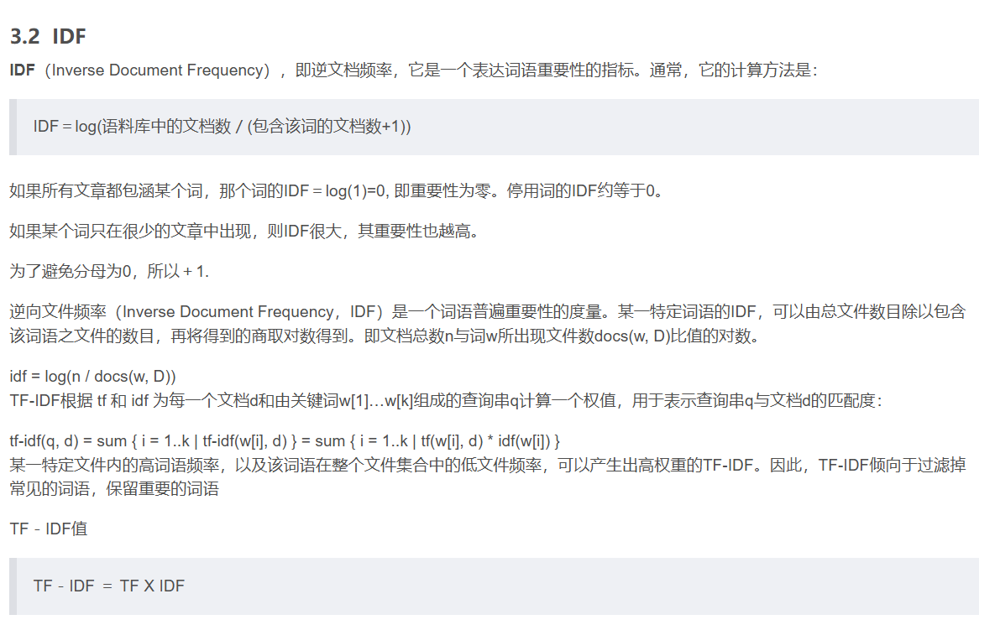 3.2 IDF
IDF（Inverse Document Frequency），即逆文档频率，它是一个表达词语重要性的指标。通常，它的计算方法是：
IDF＝log(语料库中的文档数 / (包含该词的文档数+1))
如果所有文章都包涵某个词，那个词的IDF＝log(1)=0, 即重要性为零。停用词的IDF约等于0。
如果某个词只在很少的文章中出现，则IDF很大，其重要性也越高。
为了避免分母为0，所以＋1.
逆向文件频率（Inverse Document Frequency，IDF）是一个词语普遍重要性的度量。某一特定词语的IDF，可以由总文件数目除以包含
该词语之文件的数目，再将得到的商取对数得到。即文档总数n与词w所出现文件数docs(w, D)比值的对数。
idf = log(n / docs(w, D))
TF-IDF根据 tf 和 idf 为每一个文档d和由关键词w[1]…w[k]组成的查询串q计算一个权值，用于表示查询串q与文档d的匹配度：
tf-idf(q, d) = sum { i = 1..k | tf-idf(w[i], d) } = sum { i = 1..k | tf(w[i], d) * idf(w[i]) }
某一特定文件内的高词语频率，以及该词语在整个文件集合中的低文件频率，可以产生出高权重的TF-IDF。因此，TF-IDF倾向于过滤掉
常见的词语，保留重要的词语
TF－IDF值
TF－IDF ＝ TF X IDF